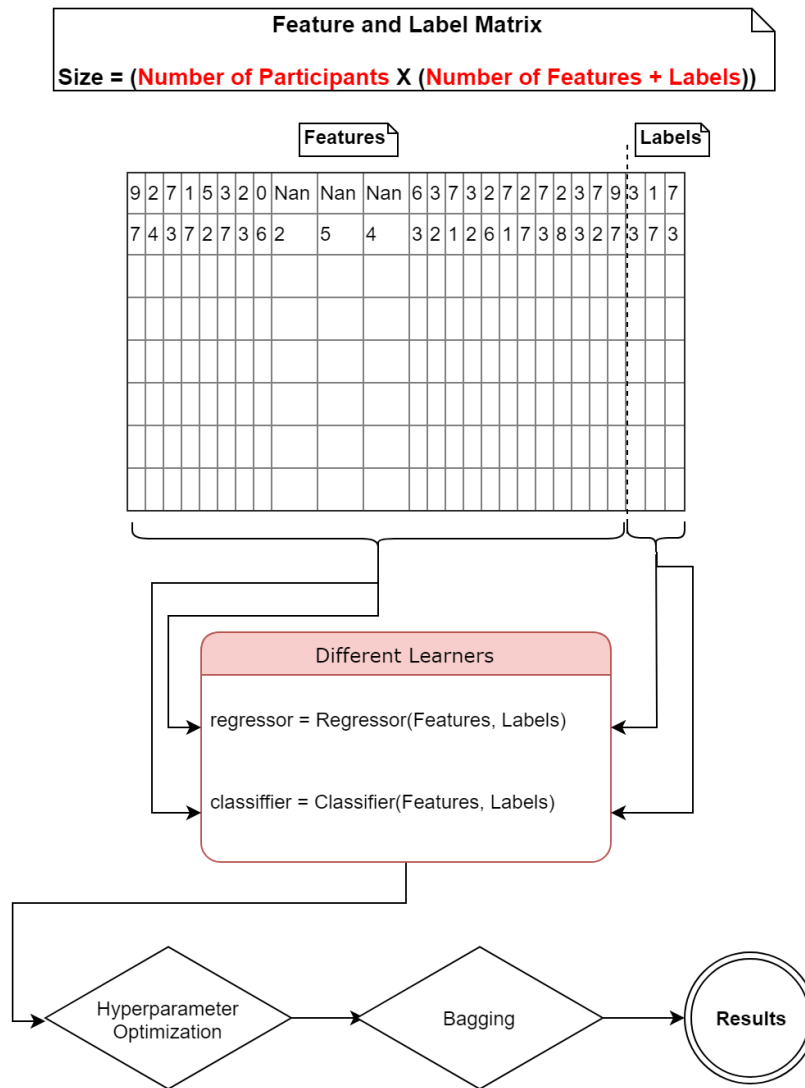 Feature and Label Matrix
Size = (Number of Participants X (Number of Features + Labels))
Features
Labels
9 2 7 1 5 3 2 0 Nan Nan Nan 6 3 7 3 2 7 2 7 2 3 7 9 3 1 7
7 4 3 7 2 7 3 6 2 5 4 3 2 1 2 6 1 7 3 8 3 2 7 3 7 3
Different Learners
regressor = Regressor(Features, Labels)
classiffier = Classifier(Features, Labels)
Hyperparameter
Optimization
Bagging
Results